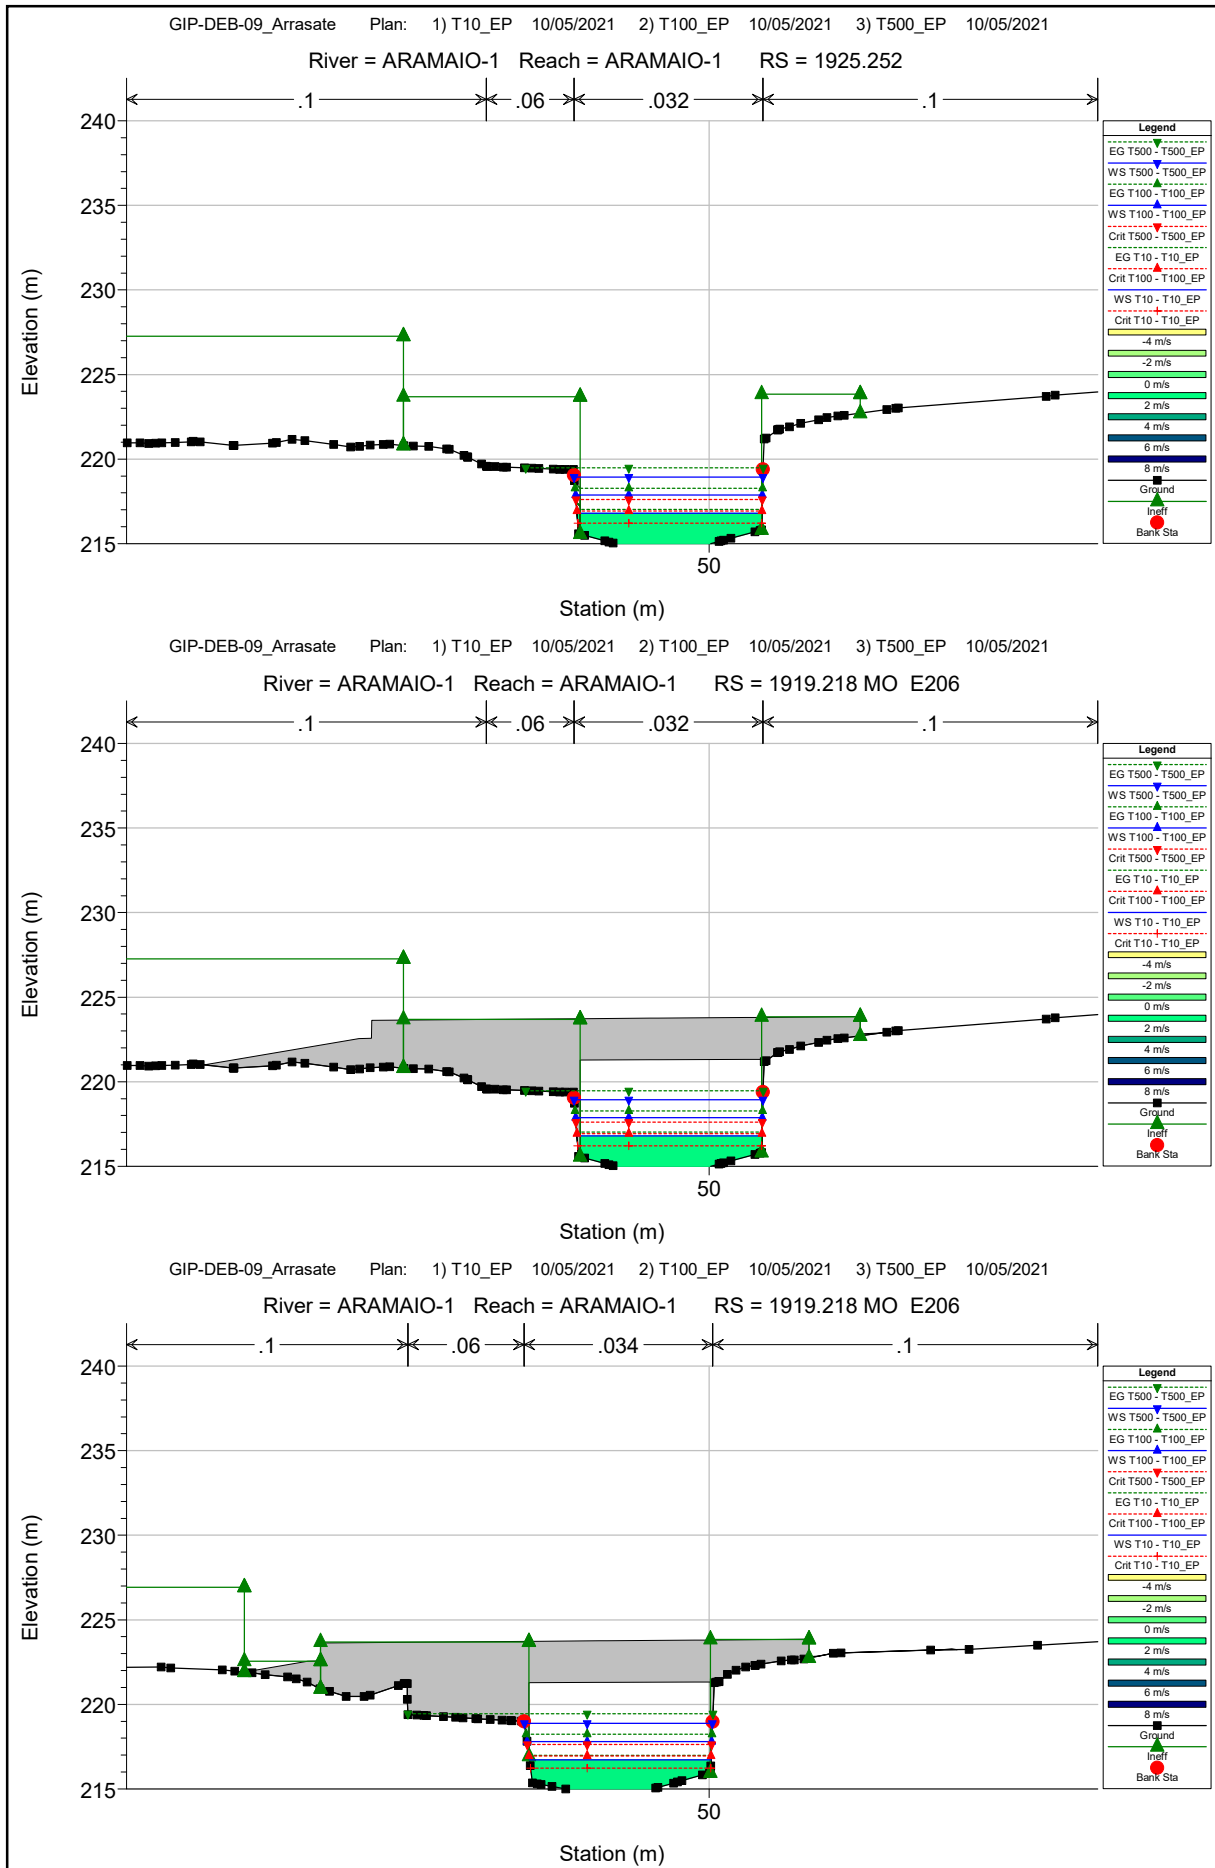 GIP-DEB-09_Arrasate Plan: 1) T10_EP 10/05/2021 2) T100_EP 10/05/2021 3) T500_EP 10/05/2021
River = ARAMAIO-1 Reach = ARAMAIO-1 RS = 1925.252
.1 .06 .032 .1
240
235
230
225
220
215
Elevation (m)
50
Station (m)
Legend
EG T500 - T500_EP
WS T500 - T500_EP
EG T100 - T100_EP
WS T100 - T100_EP
Crit T500 - T500_EP
EG T10 - T10_EP
Crit T100 - T100_EP
WS T10 - T10_EP
Crit T10 - T10_EP
-4 m/s
-2 m/s
0 m/s
2 m/s
4 m/s
6 m/s
8 m/s
Ground
Ineff
Bank Sta
GIP-DEB-09_Arrasate Plan: 1) T10_EP 10/05/2021 2) T100_EP 10/05/2021 3) T500_EP 10/05/2021
River = ARAMAIO-1 Reach = ARAMAIO-1 RS = 1919.218 MO E206
.1 .06 .032 .1
240
235
230
225
220
215
Elevation (m)
50
Station (m)
Legend
EG T500 - T500_EP
WS T500 - T500_EP
EG T100 - T100_EP
WS T100 - T100_EP
Crit T500 - T500_EP
EG T10 - T10_EP
Crit T100 - T100_EP
WS T10 - T10_EP
Crit T10 - T10_EP
-4 m/s
-2 m/s
0 m/s
2 m/s
4 m/s
6 m/s
8 m/s
Ground
Ineff
Bank Sta
GIP-DEB-09_Arrasate Plan: 1) T10_EP 10/05/2021 2) T100_EP 10/05/2021 3) T500_EP 10/05/2021
River = ARAMAIO-1 Reach = ARAMAIO-1 RS = 1919.218 MO E206
.1 .06 .034 .1
240
235
230
225
220
215
Elevation (m)
50
Station (m)
Legend
EG T500 - T500_EP
WS T500 - T500_EP
EG T100 - T100_EP
WS T100 - T100_EP
Crit T500 - T500_EP
EG T10 - T10_EP
Crit T100 - T100_EP
WS T10 - T10_EP
Crit T10 - T10_EP
-4 m/s
-2 m/s
0 m/s
2 m/s
4 m/s
6 m/s
8 m/s
Ground
Ineff
Bank Sta